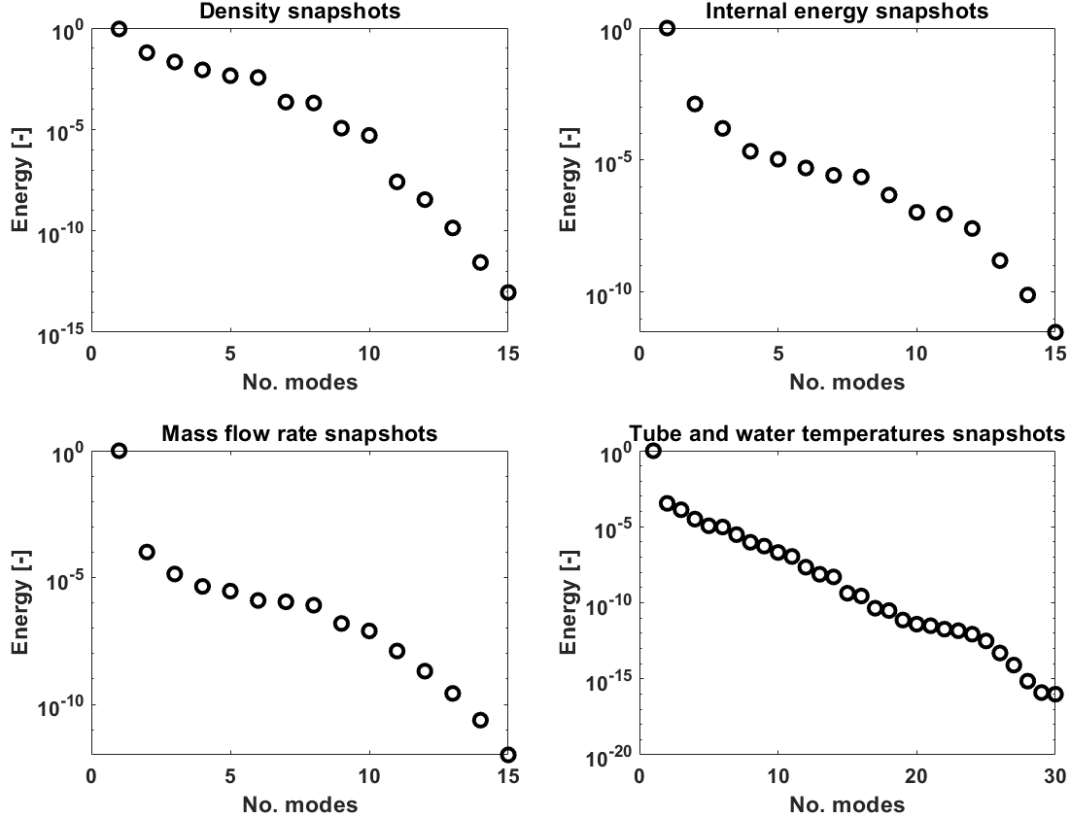 Density snapshots
10^0
10^-5
10^-10
10^-15
Energy [-]
0 5 10 15
No. modes
Internal energy snapshots
10^0
10^-5
10^-10
Energy [-]
0 5 10 15
No. modes
Mass flow rate snapshots
10^0
10^-5
10^-10
Energy [-]
0 5 10 15
No. modes
Tube and water temperatures snapshots
10^0
10^-5
10^-10
10^-15
10^-20
Energy [-]
0 10 20 30
No. modes